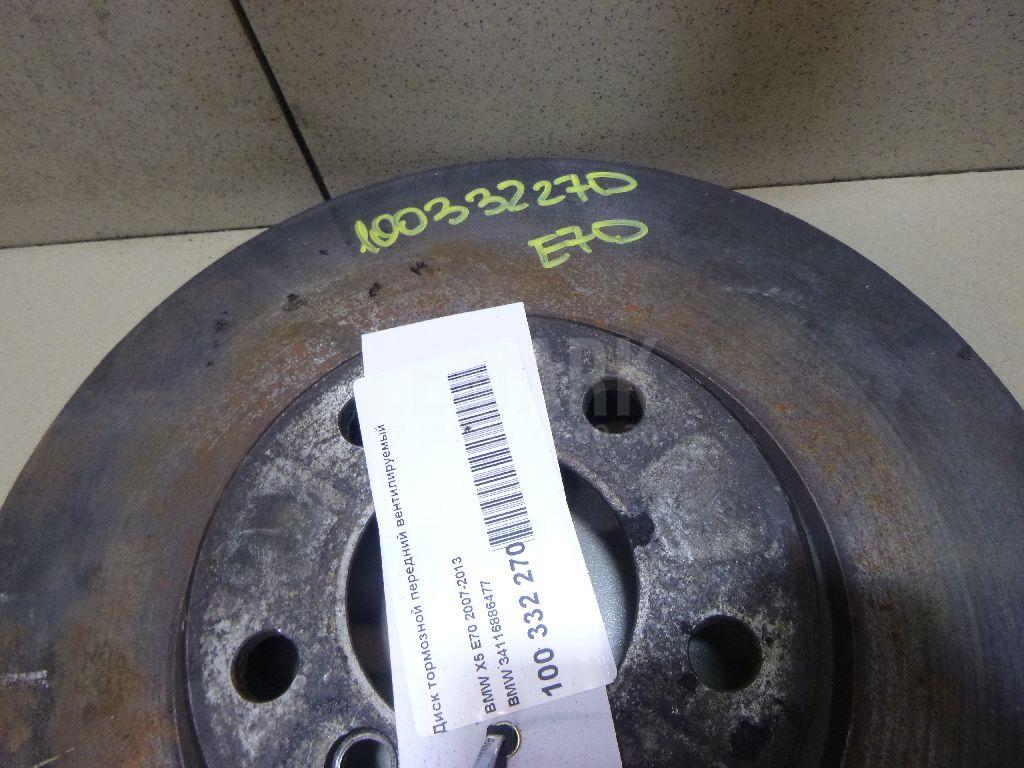 100332270
E70
Диск тормозной передний вентилируемый
BMW X5 E70 2007-2013
BMW 34116886477
100 332 270